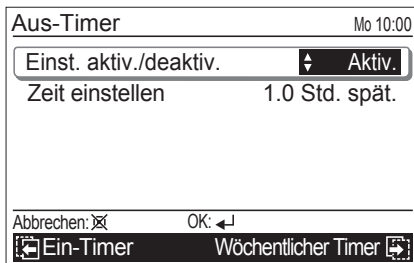 Aus-Timer Mo 10:00
Einst. aktiv./deaktiv. Aktiv.
Zeit einstellen 1.0 Std. spät.
Abbrechen: OK:
Ein-Timer Wöchentlicher Timer